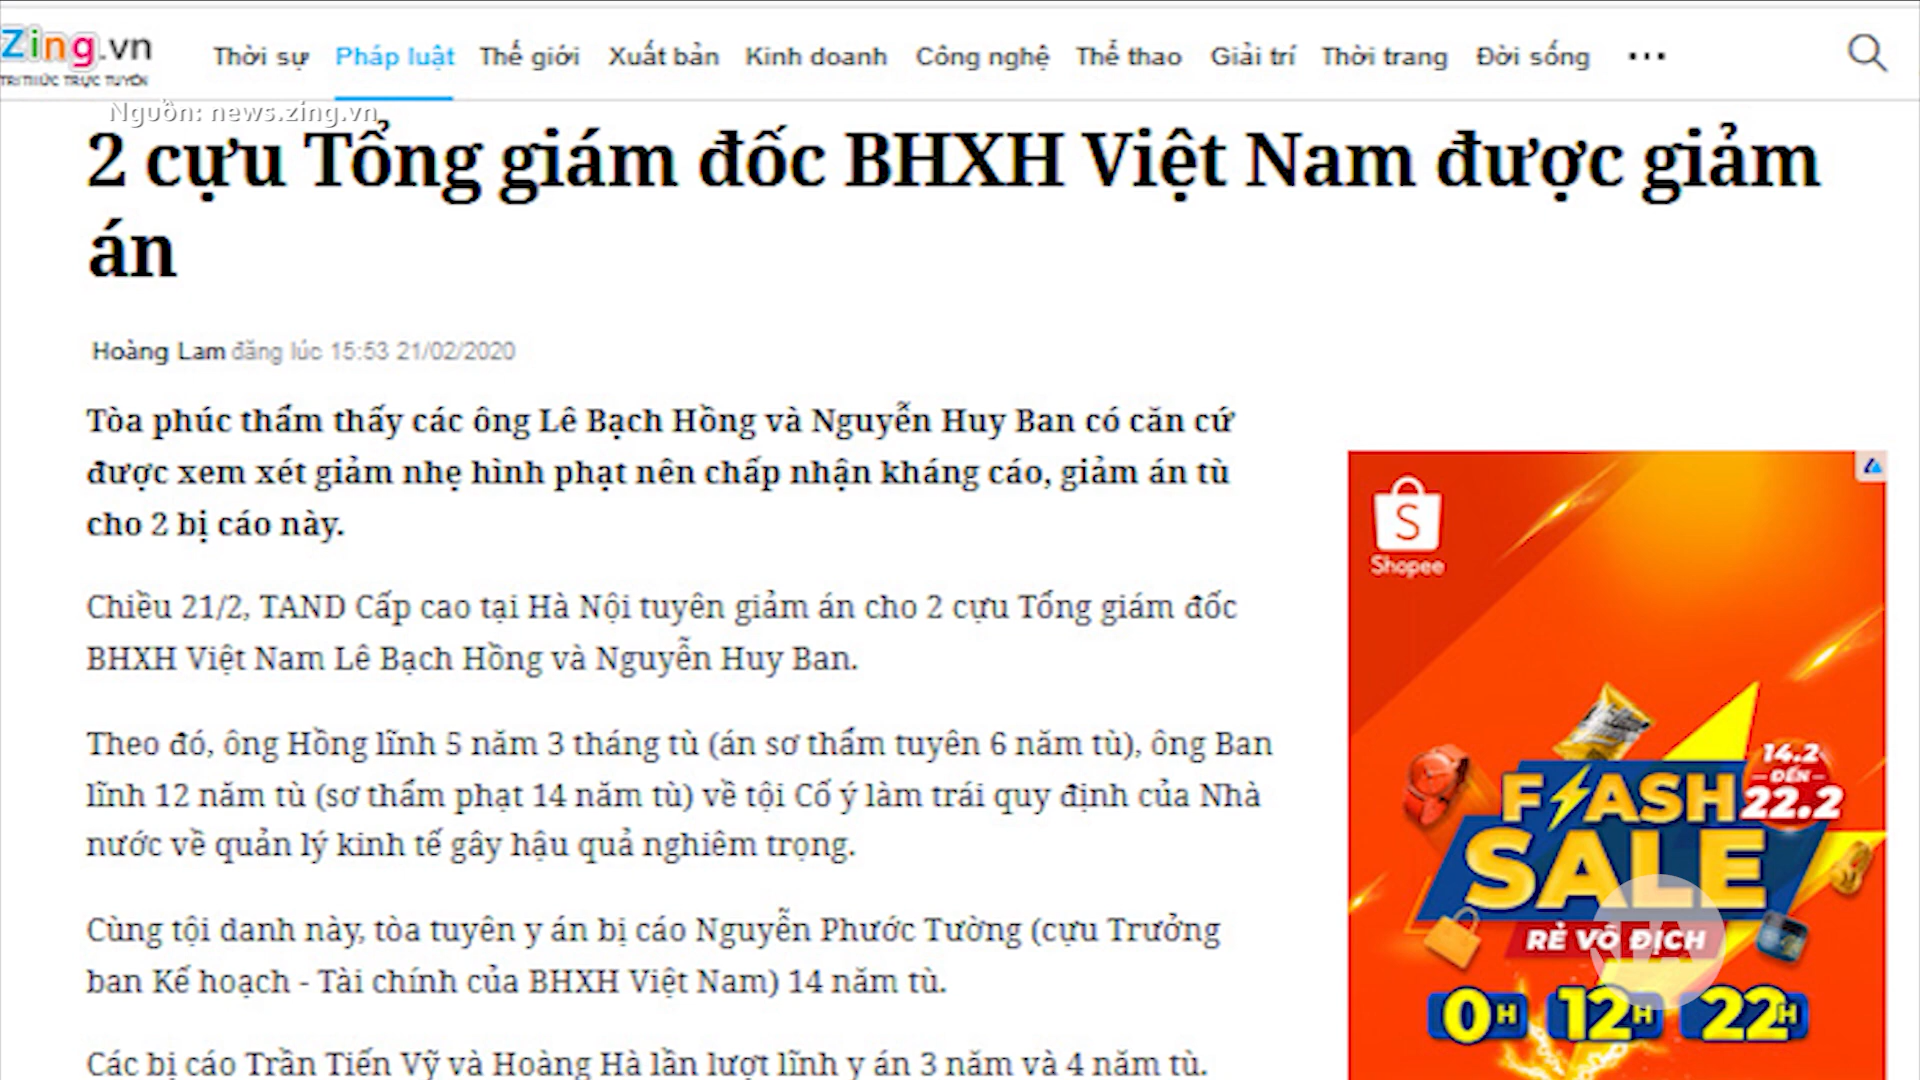 Zing.vn
TRI THỨC TRỰC TUYẾN
Thời sự Pháp luật Thế giới Xuất bản Kinh doanh Công nghệ Thể thao Giải trí Thời trang Đời sống ...
Nguồn: news.zing.vn
2 cựu Tổng giám đốc BHXH Việt Nam được giảm
án
Hoàng Lam đăng lúc 15:53 21/02/2020
Tòa phúc thẩm thấy các ông Lê Bạch Hồng và Nguyễn Huy Ban có căn cứ
được xem xét giảm nhẹ hình phạt nên chấp nhận kháng cáo, giảm án tù
cho 2 bị cáo này.
Chiều 21/2, TAND Cấp cao tại Hà Nội tuyên giảm án cho 2 cựu Tổng giám đốc
BHXH Việt Nam Lê Bạch Hồng và Nguyễn Huy Ban.
Theo đó, ông Hồng lĩnh 5 năm 3 tháng tù (án sơ thẩm tuyên 6 năm tù), ông Ban
lĩnh 12 năm tù (sơ thẩm phạt 14 năm tù) về tội Cố ý làm trái quy định của Nhà
nước về quản lý kinh tế gây hậu quả nghiêm trọng.
Cùng tội danh này, tòa tuyên y án bị cáo Nguyễn Phước Tường (cựu Trưởng
ban Kế hoạch - Tài chính của BHXH Việt Nam) 14 năm tù.
Các bị cáo Trần Tiến Vỹ và Hoàng Hà lần lượt lĩnh y án 3 năm và 4 năm tù.
Shopee
14.2
ĐẾN
22.2
FLASH
SALE
RẺ VÔ ĐỊCH
0H 12H 22H